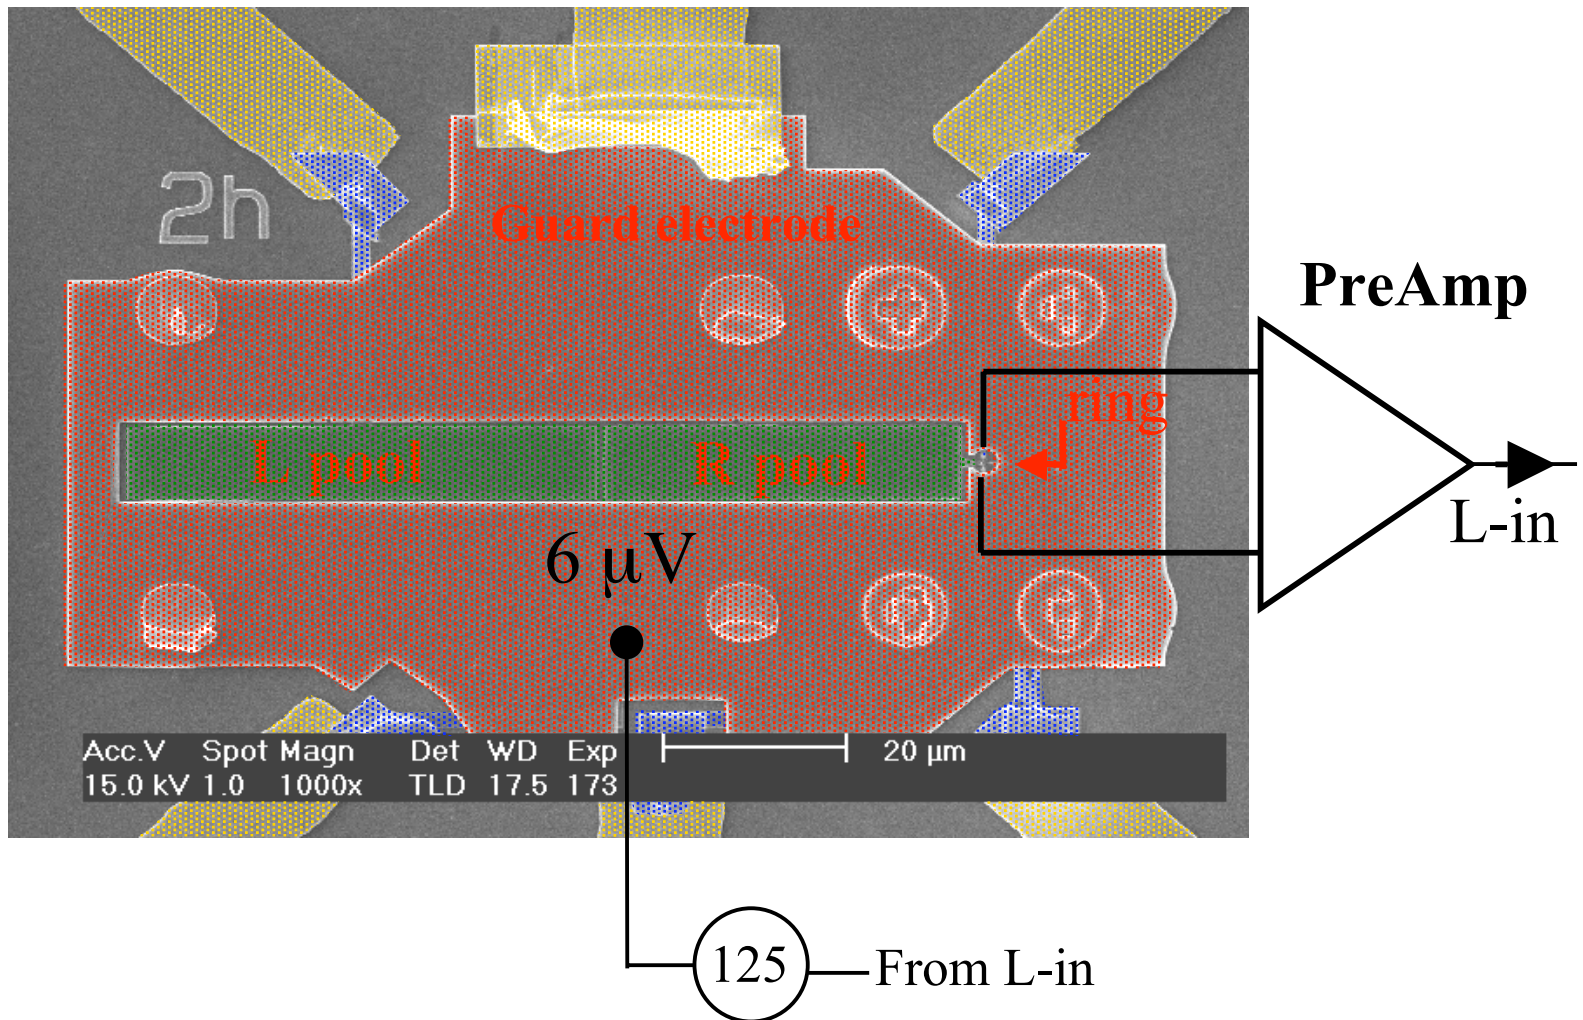 2h
Guard electrode
PreAmp
ring
L pool
R pool
L-in
6 μV
Acc.V Spot Magn Det WD Exp
15.0 kV 1.0 1000x TLD 17.5 173
20 μm
125
From L-in